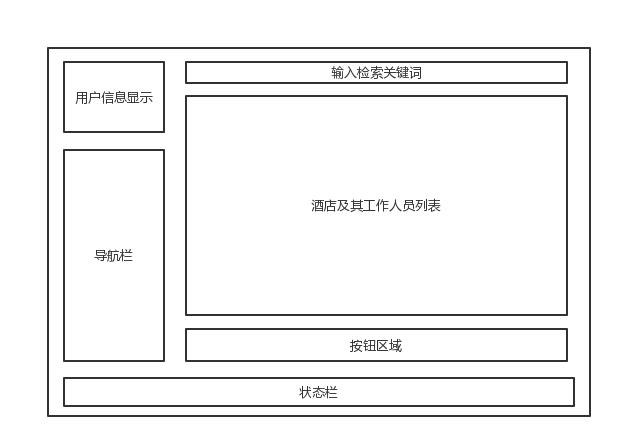 用户信息显示
输入检索关键词
酒店及其工作人员列表
导航栏
按钮区域
状态栏